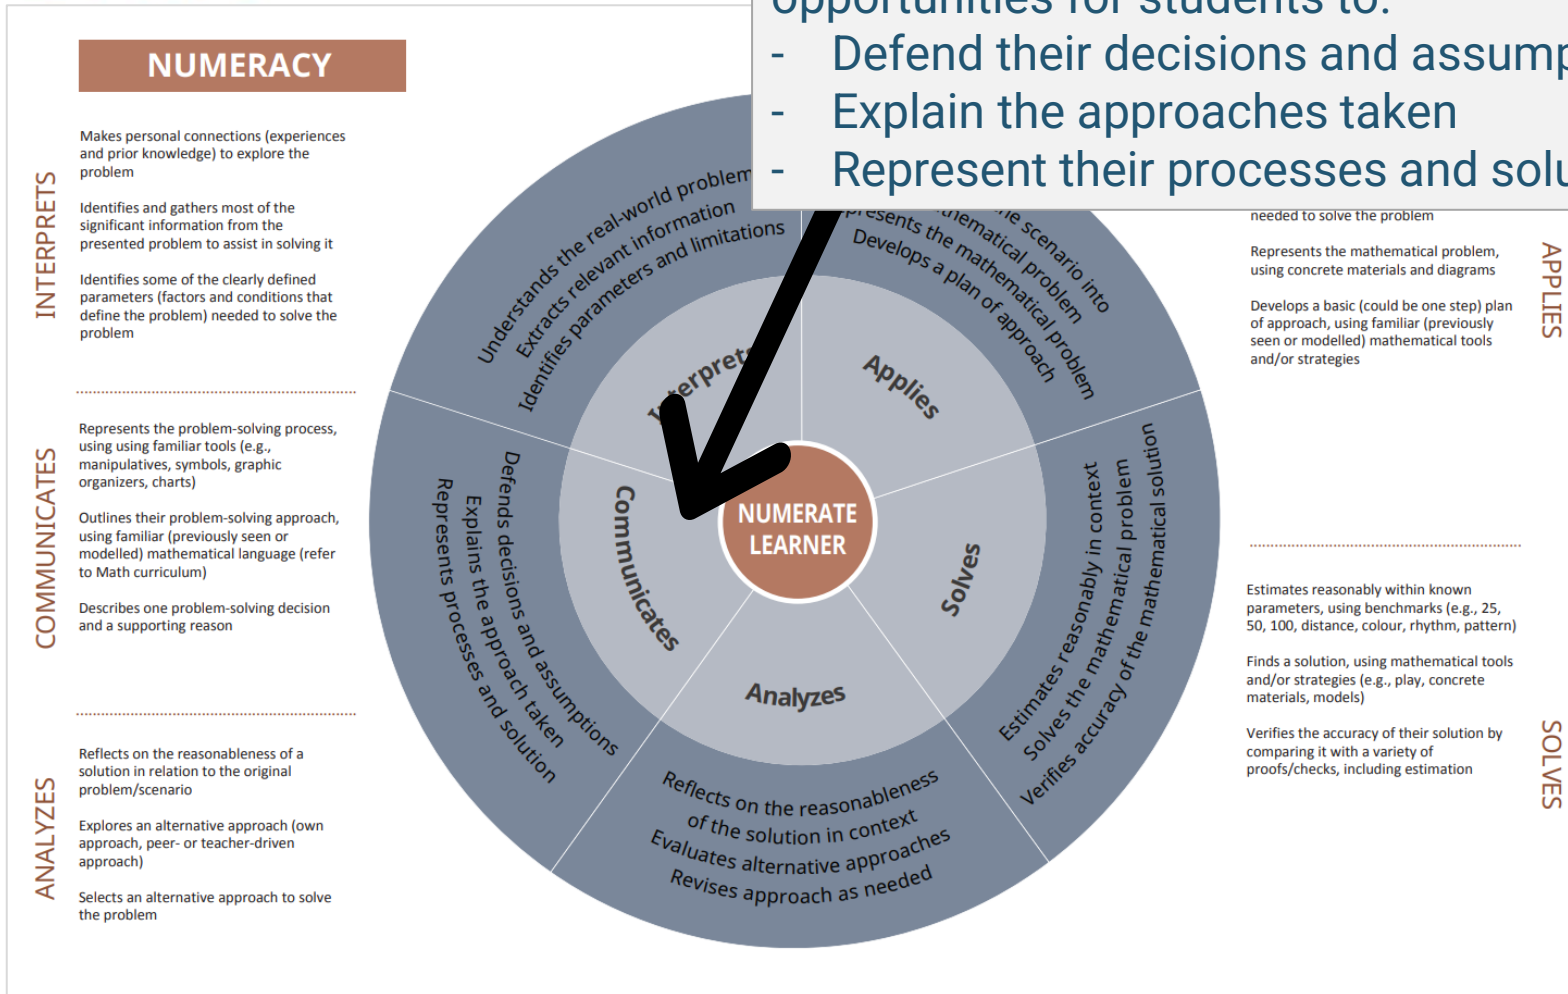 opportunities for students to:
- Defend their decisions and
- Explain the approaches taken
- Represent their processes and
NUMERACY
INTERPRETS
Makes personal connections (experiences
and prior knowledge) to explore the
problem
Identifies and gathers most of the
significant information from the
presented problem to assist in solving it
Identifies some of the clearly defined
parameters (factors and conditions that
define the problem) needed to solve the
problem
COMMUNICATES
Represents the problem-solving process,
using using familiar tools (e.g.,
manipulatives, symbols, graphic
organizers, charts)
Outlines their problem-solving approach,
using familiar (previously seen or
modelled) mathematical language (refer
to Math curriculum)
Describes one problem-solving decision
and a supporting reason
ANALYZES
Reflects on the reasonableness of a
solution in relation to the original
problem/scenario
Explores an alternative approach (own
approach, peer- or teacher-driven
approach)
Selects an alternative approach to solve
the problem
Understands the real-world problem
Extracts relevant information
Identifies parameters and limitations
Interprets
scenario into
mathematical problem
the mathematical problem
Develops a plan of approach
Applies
Defends decisions and assumptions
Explains the approach taken
Represents processes and solution
Communicates
NUMERATE
LEARNER
Solves
Estimates reasonably in context
Solves the mathematical problem
Verifies accuracy of the mathematical solution
Analyzes
Reflects on the reasonableness
of the solution in context
Evaluates alternative approaches
Revises approach as needed
needed to solve the problem
Represents the mathematical problem,
using concrete materials and diagrams
Develops a basic (could be one step) plan
of approach, using familiar (previously
seen or modelled) mathematical tools
and/or strategies
APPLIES
Estimates reasonably within known
parameters, using benchmarks (e.g., 25,
50, 100, distance, colour, rhythm, pattern)
Finds a solution, using mathematical tools
and/or strategies (e.g., play, concrete
materials, models)
Verifies the accuracy of their solution by
comparing it with a variety of
proofs/checks, including estimation
SOLVES